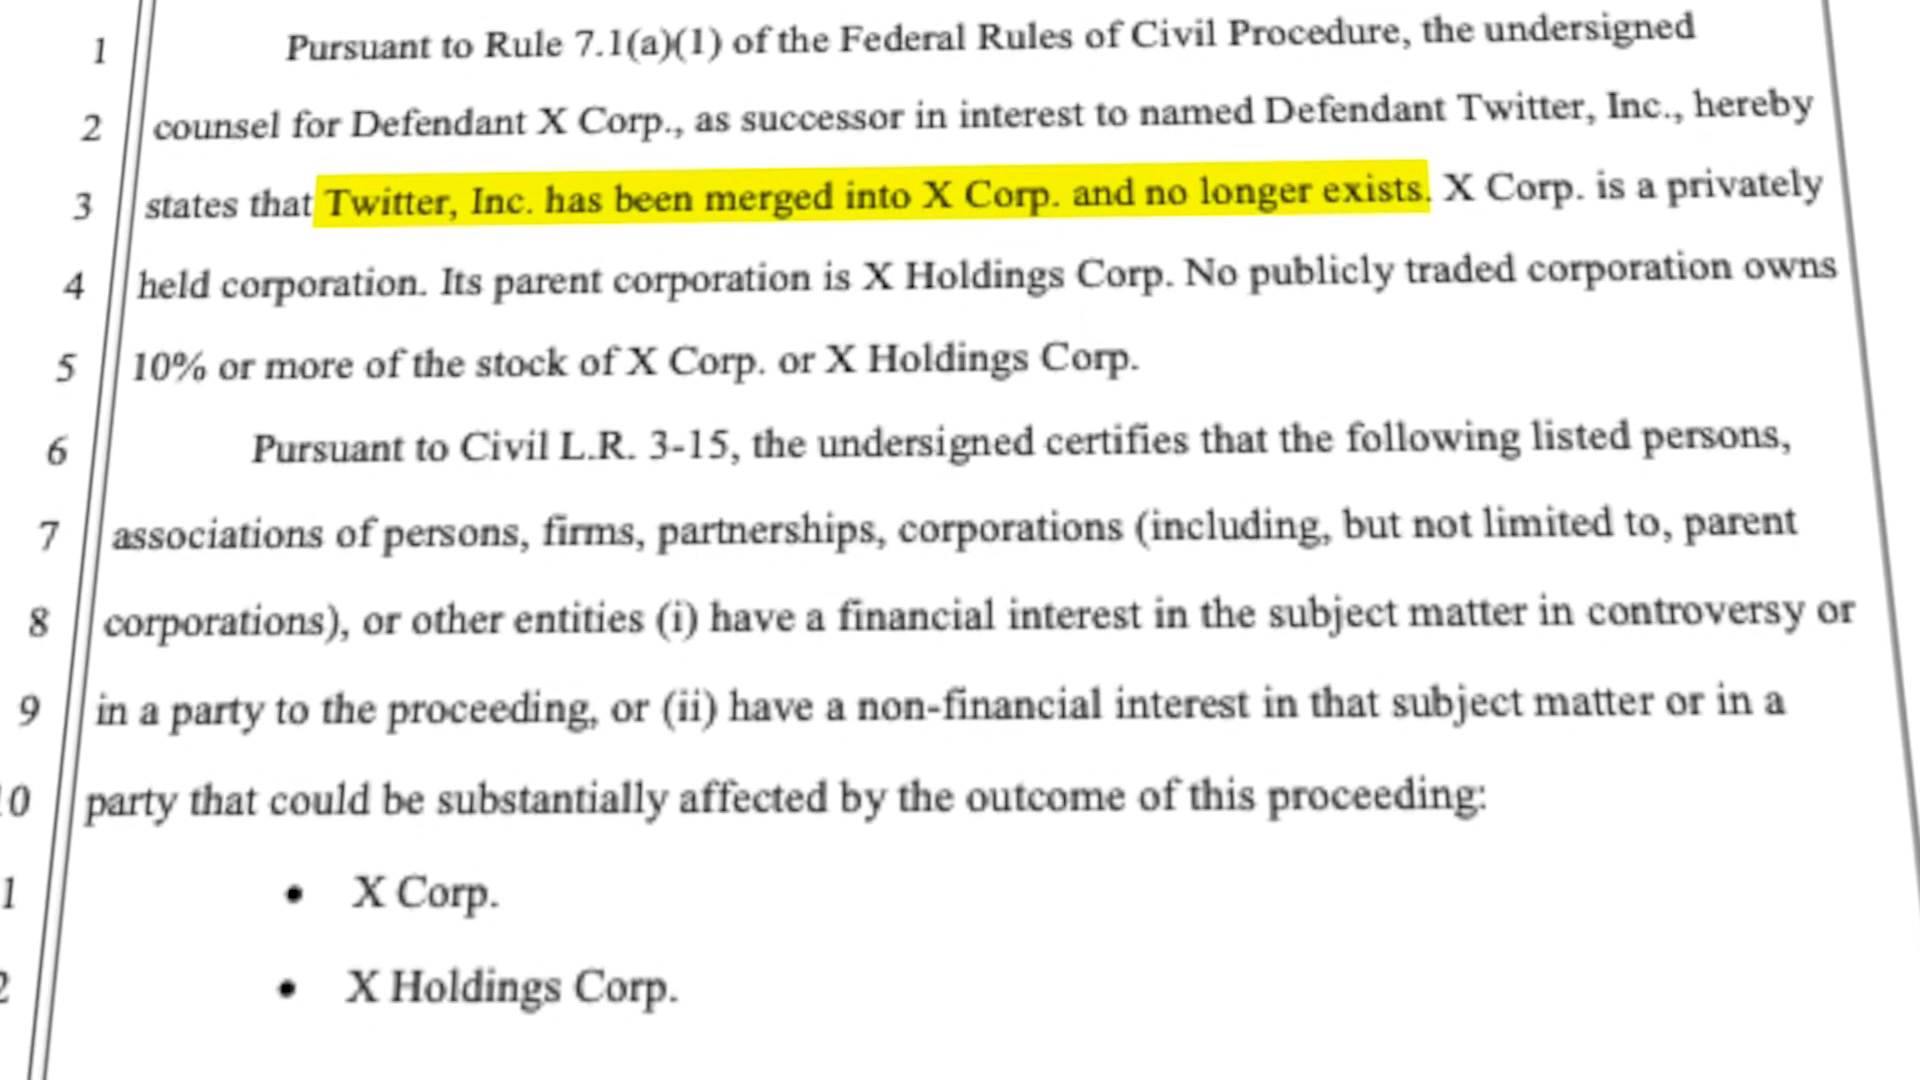 1 Pursuant to Rule 7.1(a)(1) of the Federal Rules of Civil Procedure, the undersigned
2 counsel for Defendant X Corp., as successor in interest to named Defendant Twitter, Inc., hereby
3 states that Twitter, Inc. has been merged into X Corp. and no longer exists. X Corp. is a privately
4 held corporation. Its parent corporation is X Holdings Corp. No publicly traded corporation owns
5 10% or more of the stock of X Corp. or X Holdings Corp.
6 Pursuant to Civil L.R. 3-15, the undersigned certifies that the following listed persons,
7 associations of persons, firms, partnerships, corporations (including, but not limited to, parent
8 corporations), or other entities (i) have a financial interest in the subject matter in controversy or
9 in a party to the proceeding, or (ii) have a non-financial interest in that subject matter or in a
10 party that could be substantially affected by the outcome of this proceeding:
1 • X Corp.
2 • X Holdings Corp.